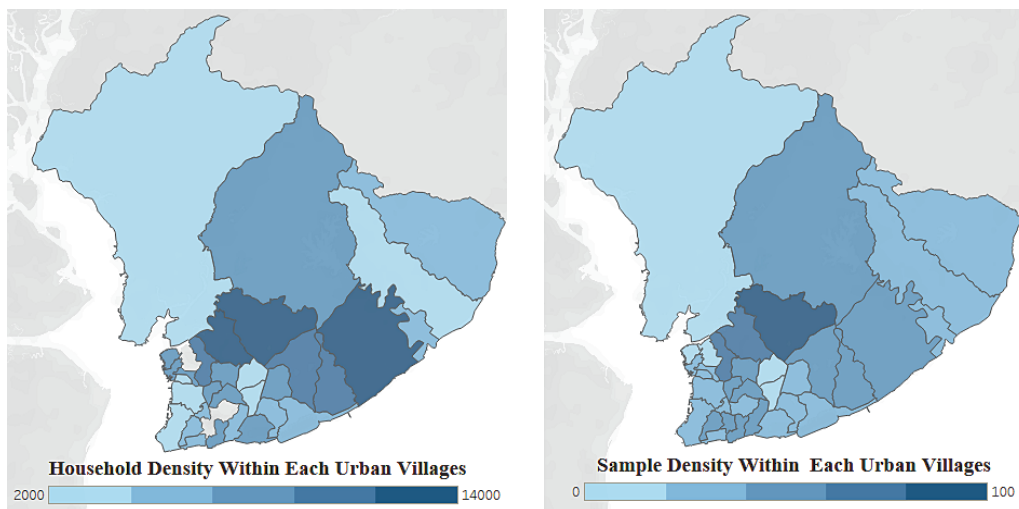 Household Density Within Each Urban Villages
2000 14000
Sample Density Within Each Urban Villages
0 100